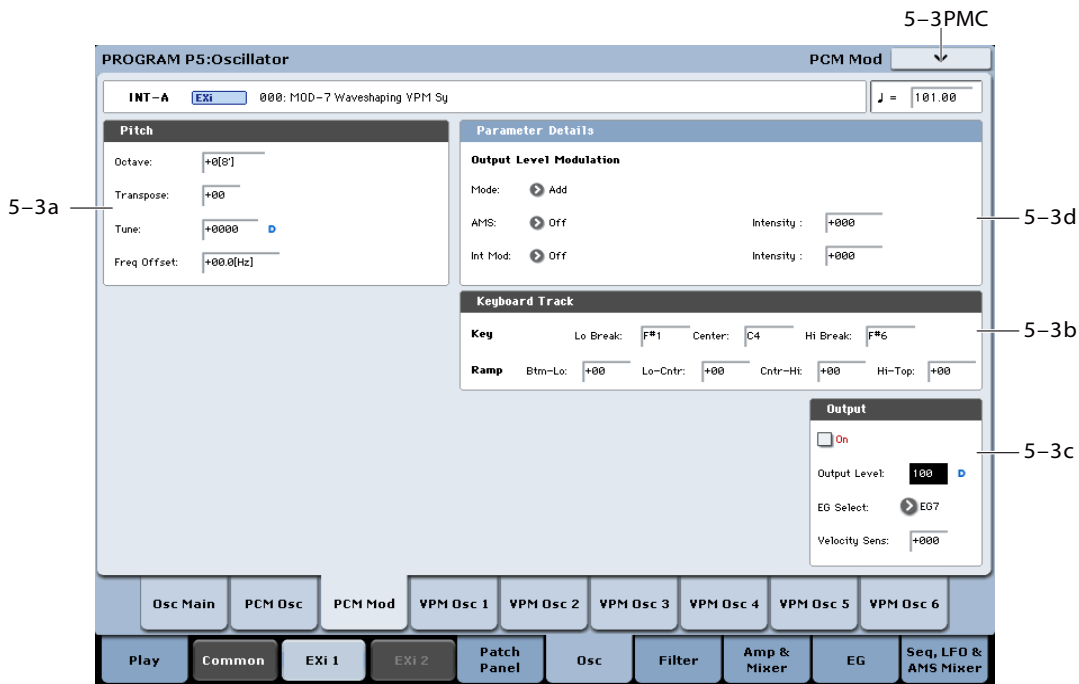 5-3PMC
PROGRAM P5:Oscillator PCM Mod
INT-A EXi 000: MOD-7 Waveshaping VPM Sy ♩ = 101.00
Pitch
Octave: +0[8']
Transpose: +00
Tune: +0000 D
Freq Offset: +00.0[Hz]
5-3a
Parameter Details
Output Level Modulation
Mode: Add
AMS: Off Intensity : +000
Int Mod: Off Intensity : +000
5-3d
Keyboard Track
Key Lo Break: F#1 Center: C4 Hi Break: F#6
Ramp Btm-Lo: +00 Lo-Cntr: +00 Cntr-Hi: +00 Hi-Top: +00
5-3b
Output
On
Output Level: 100 D
EG Select: EG7
Velocity Sens: +000
5-3c
Osc Main PCM Osc PCM Mod VPM Osc 1 VPM Osc 2 VPM Osc 3 VPM Osc 4 VPM Osc 5 VPM Osc 6
Play Common EXi 1 EXi 2 Patch Panel Osc Filter Amp & Mixer EG Seq, LFO & AMS Mixer